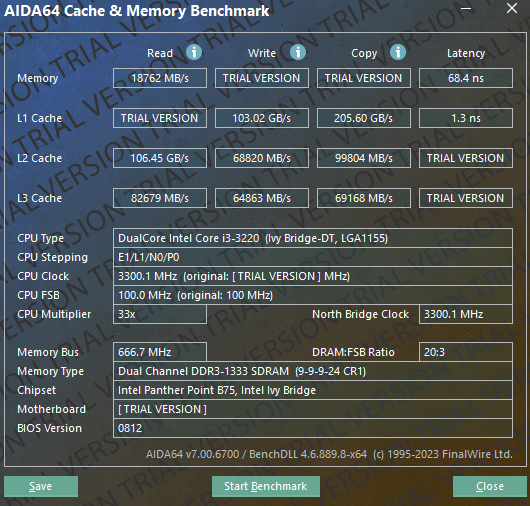 AIDA64 Cache & Memory Benchmark
Read Write Copy Latency
Memory 18762 MB/s TRIAL VERSION TRIAL VERSION 68.4 ns
L1 Cache TRIAL VERSION 103.02 GB/s 205.60 GB/s 1.3 ns
L2 Cache 106.45 GB/s 68820 MB/s 99804 MB/s TRIAL VERSION
L3 Cache 82679 MB/s 64863 MB/s 69168 MB/s TRIAL VERSION
CPU Type DualCore Intel Core i3-3220 (Ivy Bridge-DT, LGA1155)
CPU Stepping E1/L1/N0/P0
CPU Clock 3300.1 MHz (original: [ TRIAL VERSION ] MHz)
CPU FSB 100.0 MHz (original: 100 MHz)
CPU Multiplier 33x North Bridge Clock 3300.1 MHz
Memory Bus 666.7 MHz DRAM:FSB Ratio 20:3
Memory Type Dual Channel DDR3-1333 SDRAM (9-9-9-24 CR1)
Chipset Intel Panther Point B75, Intel Ivy Bridge
Motherboard [ TRIAL VERSION ]
BIOS Version 0812
AIDA64 v7.00.6700 / BenchDLL 4.6.889.8-x64 (c) 1995-2023 FinalWire Ltd.
Save Start Benchmark Close